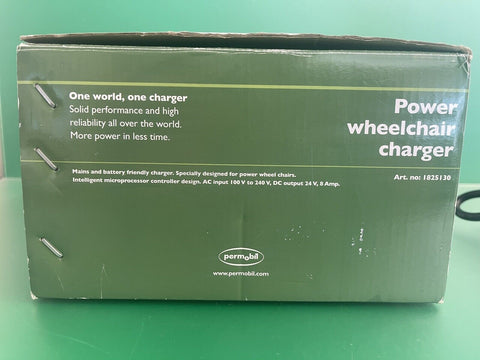 One world, one charger
Solid performance and high
reliability all over the world.
More power in less time.
Power
wheelchair
charger
Mains and battery friendly charger. Specially designed for power wheel chairs.
Intelligent microprocessor controller design. AC input 100 V to 240 V, DC output 24 V, 8 Amp.
Art. no: 1825130
permobil
www.permobil.com